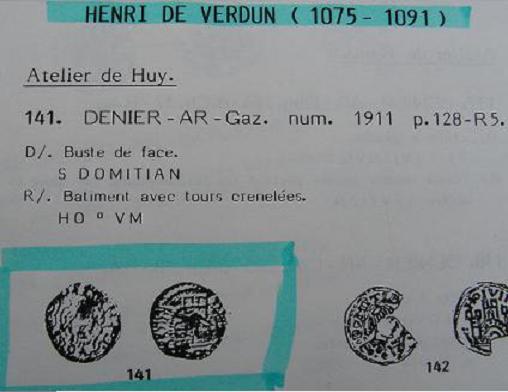 HENRI DE VERDUN ( 1075 - 1091 )
Atelier de Huy.
141. DENIER - AR - Gaz. num. 1911 p.128-R5.
D/. Buste de face.
S DOMITIAN
R/. Batiment avec tours crenelées.
HO º VM
141
142